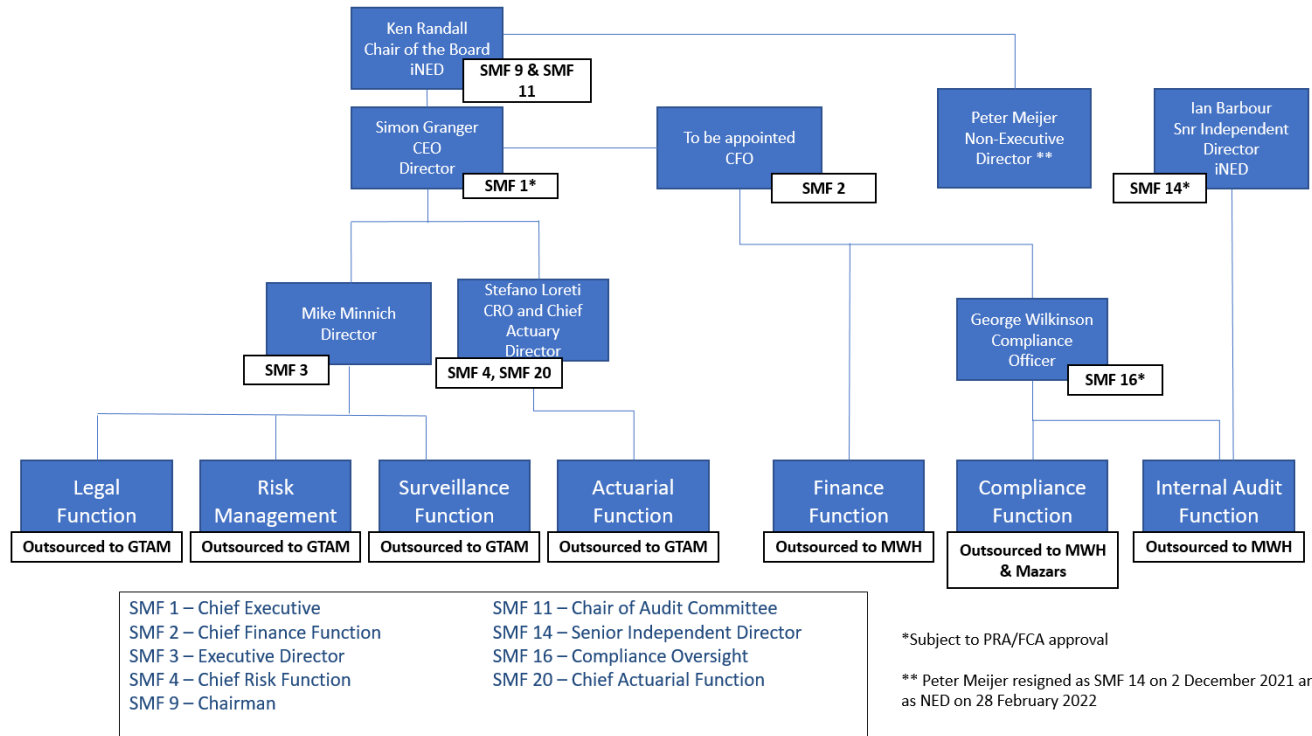 Ken Randall
Chair of the Board
iNED
SMF 9 & SMF
11
Simon Granger
CEO
Director
SMF 1*
To be appointed
CFO
SMF 2
Peter Meijer
Non-Executive
Director **
Ian Barbour
Snr Independent
Director
iNED
SMF 14*
Mike Minnich
Director
SMF 3
Stefano Loreti
CRO and Chief
Actuary
Director
SMF 4, SMF 20
George Wilkinson
Compliance
Officer
SMF 16*
Legal
Function
Outsourced to GTAM
Risk
Management
Outsourced to GTAM
Surveillance
Function
Outsourced to GTAM
Actuarial
Function
Outsourced to GTAM
Finance
Function
Outsourced to MWH
Compliance
Function
Outsourced to MWH
& Mazars
Internal Audit
Function
Outsourced to MWH
SMF 1 – Chief Executive
SMF 2 – Chief Finance Function
SMF 3 – Executive Director
SMF 4 – Chief Risk Function
SMF 9 – Chairman
SMF 11 – Chair of Audit Committee
SMF 14 – Senior Independent Director
SMF 16 – Compliance Oversight
SMF 20 – Chief Actuarial Function
*Subject to PRA/FCA approval
** Peter Meijer resigned as SMF 14 on 2 December 2021
as NED on 28 February 2022